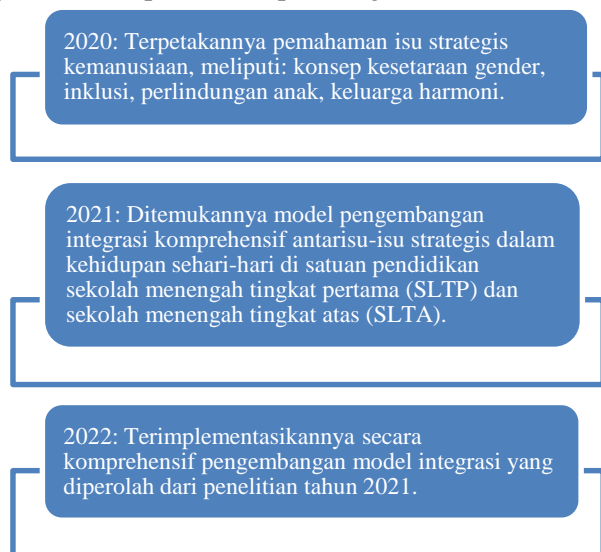 2020: Terpetakannya pemahaman isu strategis
kemanusiaan, meliputi: konsep kesetaraan gender,
inklusi, perlindungan anak, keluarga harmoni.
2021: Ditemukannya model pengembangan
integrasi komprehensif antarisu-isu strategis dalam
kehidupan sehari-hari di satuan pendidikan
sekolah menengah tingkat pertama (SLTP) dan
sekolah menengah tingkat atas (SLTA).
2022: Terimplementasikannya secara
komprehensif pengembangan model integrasi yang
diperolah dari penelitian tahun 2021.